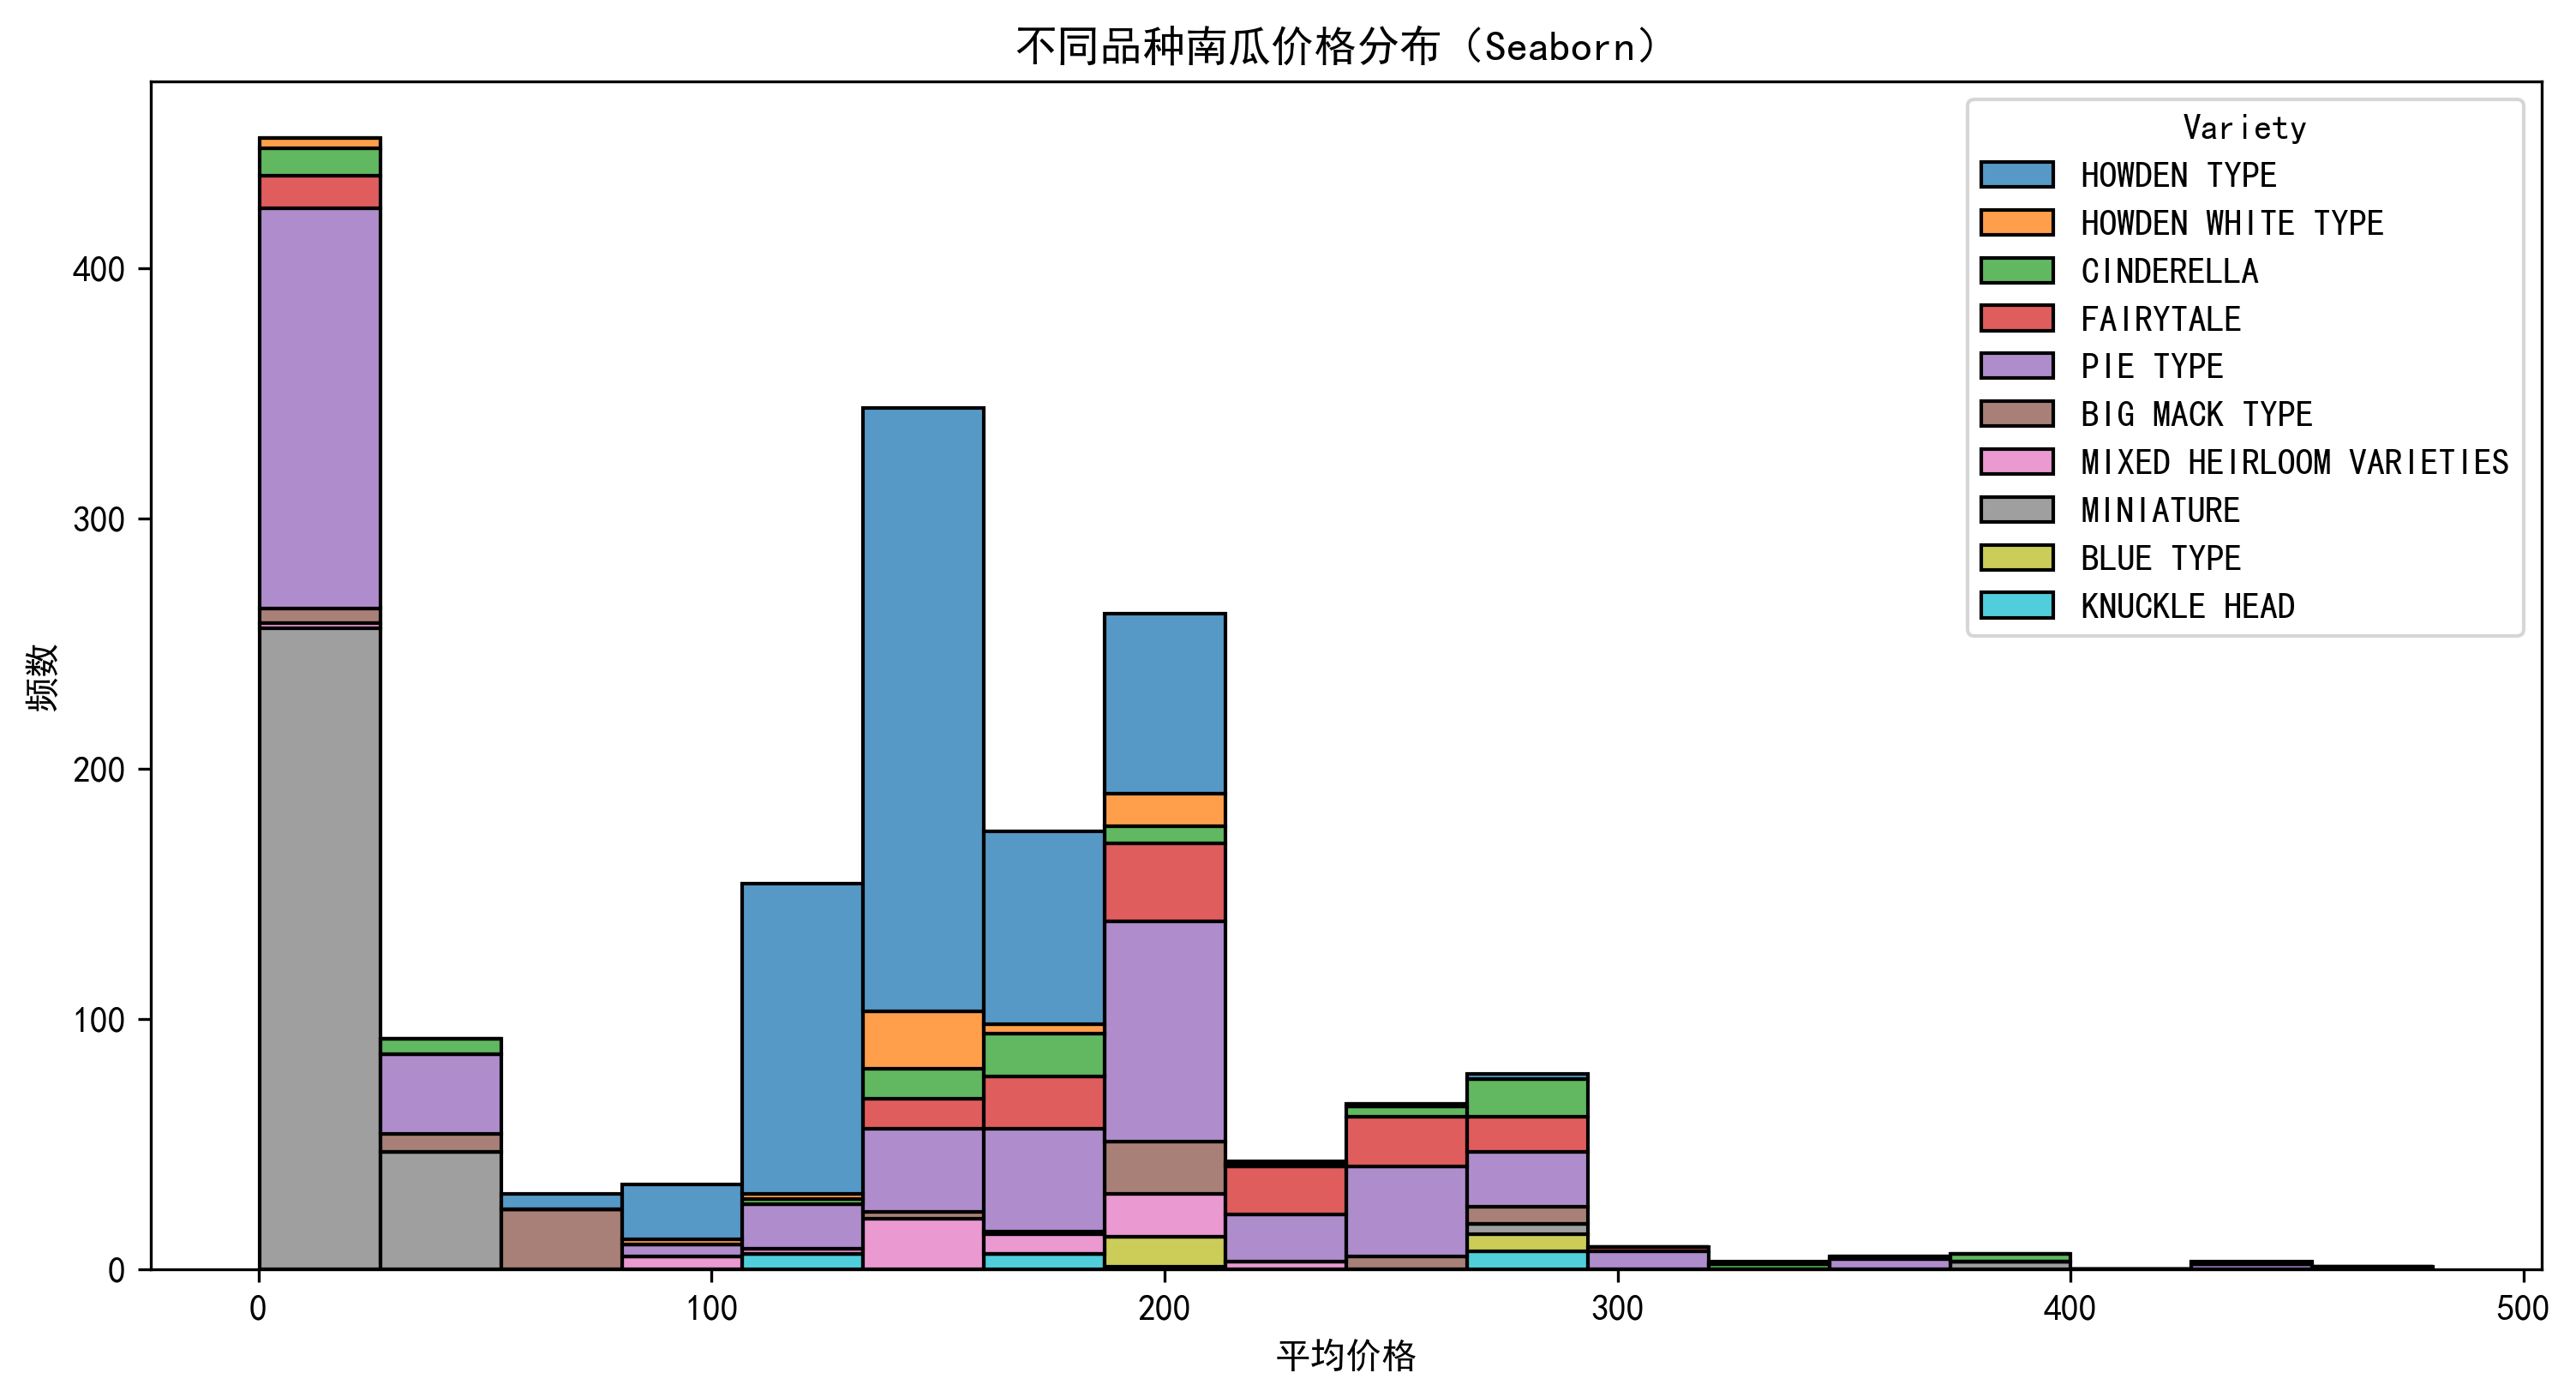 不同品种南瓜价格分布（Seaborn）
Variety
HOWDEN TYPE
HOWDEN WHITE TYPE
CINDERELLA
FAIRYTALE
PIE TYPE
BIG MACK TYPE
MIXED HEIRLOOM VARIETIES
MINIATURE
BLUE TYPE
KNUCKLE HEAD
频数
400
300
200
100
0
0 100 200 300 400 500
平均价格